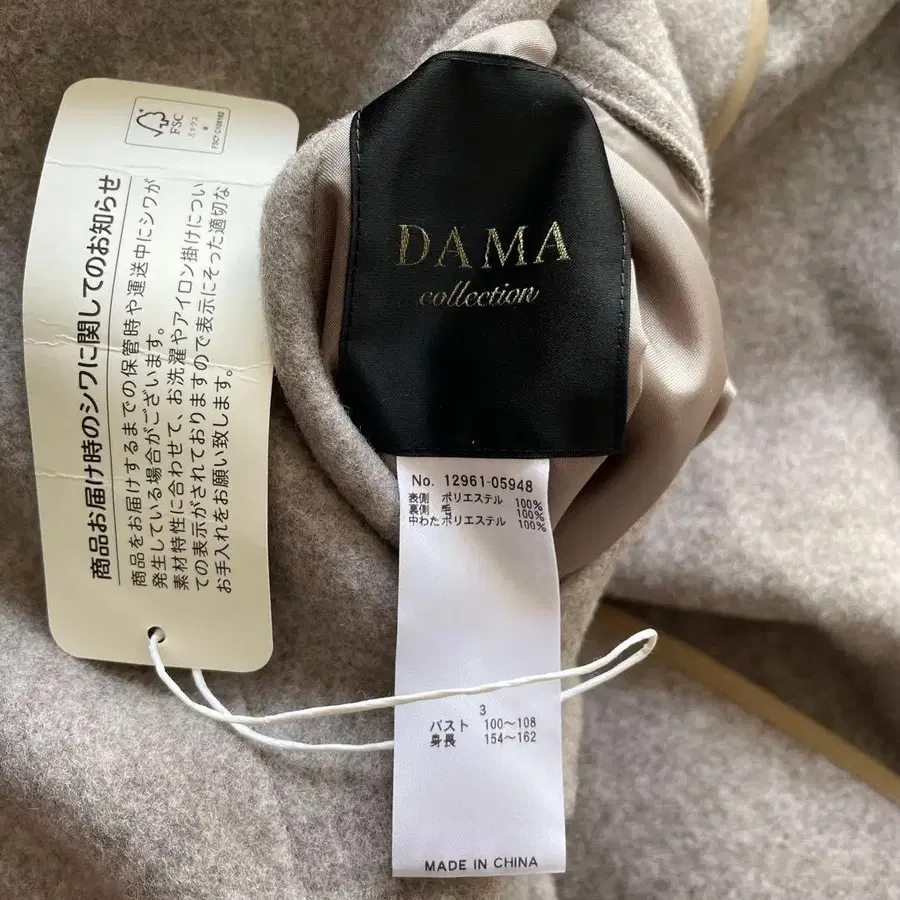 FSC
ミックス
FSC® C108182
商品お届け時のシワに関してのお知らせ
商品をお届けするまでの保管時や運送中にシワが
発生している場合がございます。
素材特性に合わせて、お洗濯やアイロン掛けについ
ての表示がされておりますので表示にそった適切な
お手入れをお願い致します。
DAMA
collection
No. 12961-05948
表側 ポリエステル 100%
裏側 毛 100%
中わた ポリエステル 100%
3
バスト 100〜108
身長 154〜162
MADE IN CHINA